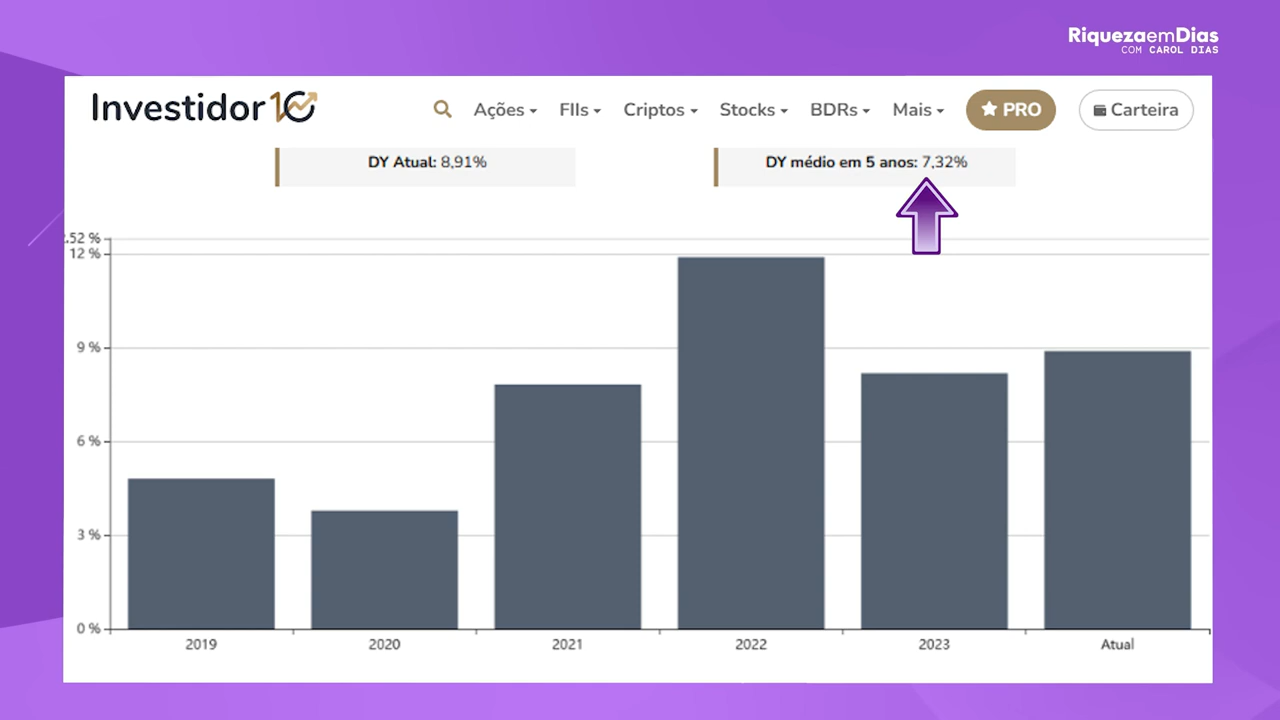 RiquezaemDias
COM CAROL DIAS
Investidor10
Ações
FIIs
Criptos
Stocks
BDRs
Mais
PRO
Carteira
DY Atual: 8,91%
DY médio em 5 anos: 7,32%
.52 %
12 %
9 %
6 %
3 %
0 %
2019
2020
2021
2022
2023
Atual